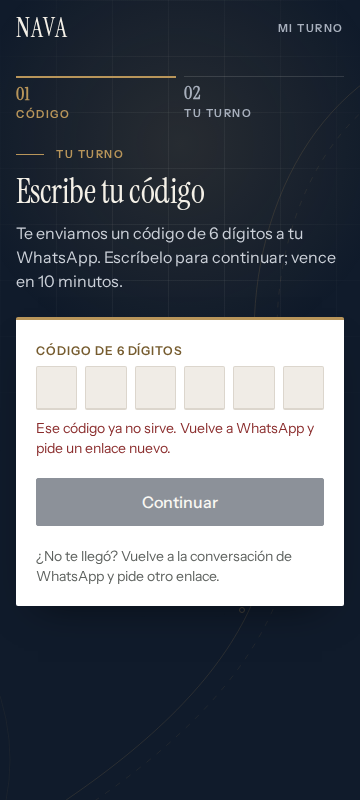 NAVA
MI TURNO
01
CÓDIGO
02
TU TURNO
TU TURNO
Escribe tu código
Te enviamos un código de 6 dígitos a tu
WhatsApp. Escríbelo para continuar; vence
en 10 minutos.
CÓDIGO DE 6 DÍGITOS
Ese código ya no sirve. Vuelve a WhatsApp y
pide un enlace nuevo.
Continuar
¿No te llegó? Vuelve a la conversación de
WhatsApp y pide otro enlace.